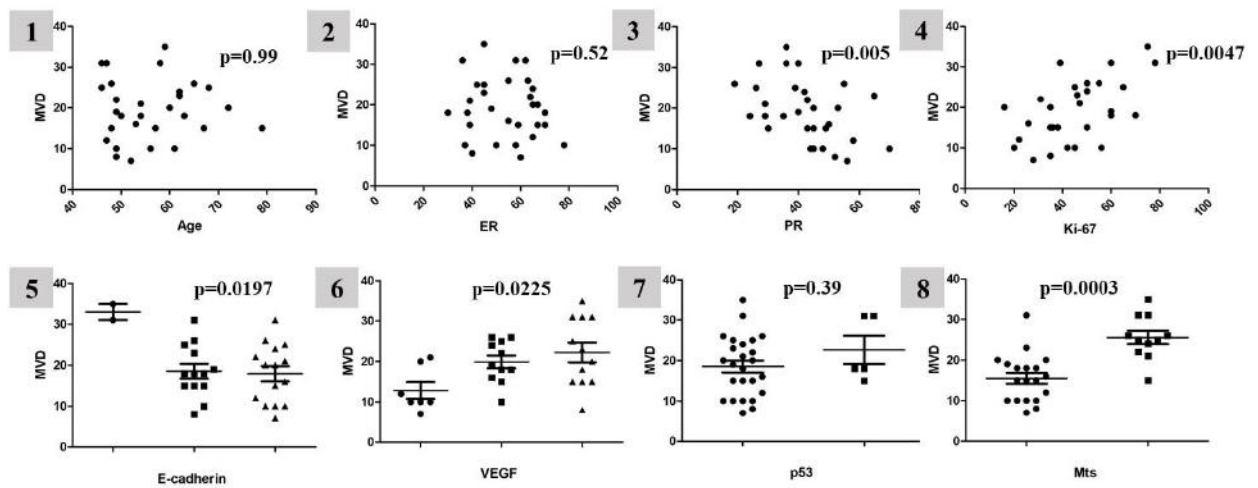 1
p=0.99
MVD
40
30
20
10
0
40 50 60 70 80 90
Age
2
p=0.52
MVD
40
30
20
10
0
0 20 40 60 80 100
ER
3
p=0.005
MVD
40
30
20
10
0
0 20 40 60 80
PR
4
p=0.0047
MVD
40
30
20
10
0
0 20 40 60 80 100
Ki-67
5
p=0.0197
MVD
40
30
20
10
0
E-cadherin
6
p=0.0225
MVD
40
30
20
10
0
VEGF
7
p=0.39
MVD
40
30
20
10
0
p53
8
p=0.0003
MVD
40
30
20
10
0
Mts